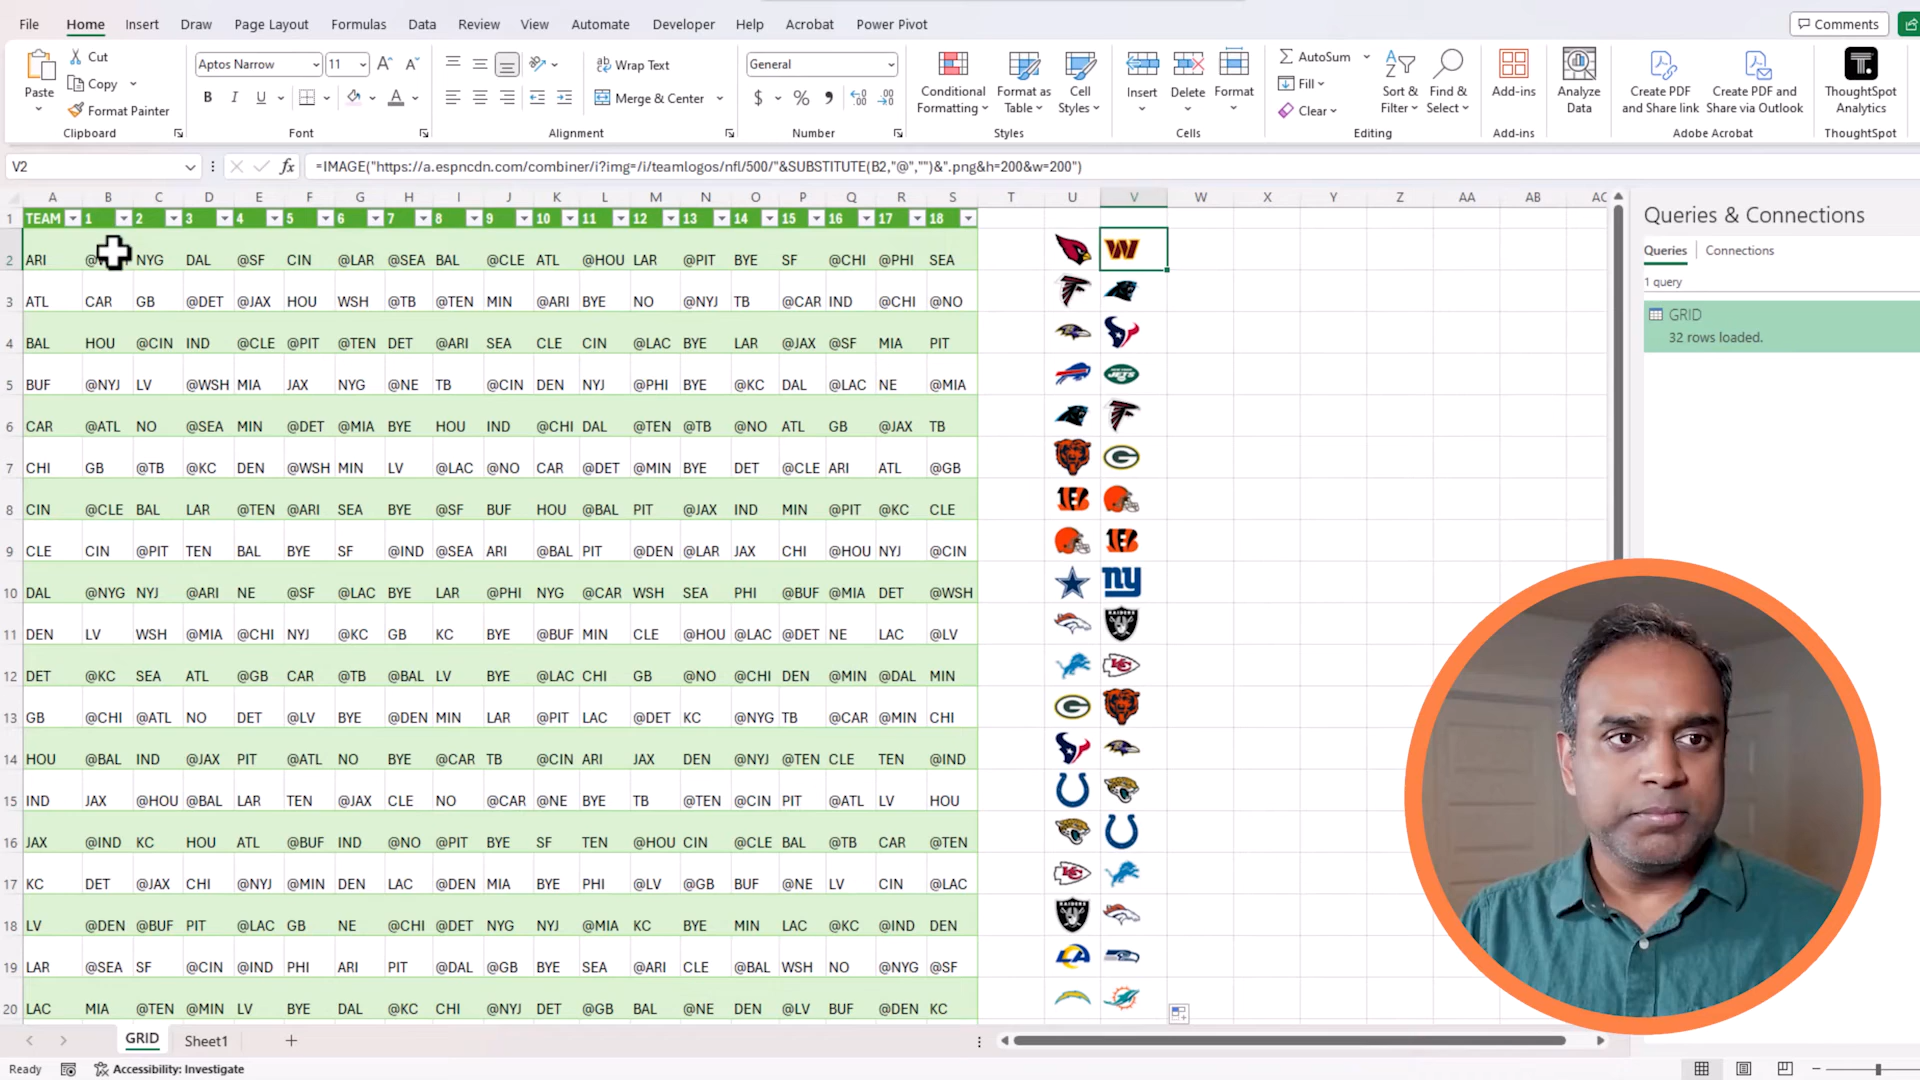 File Home Insert Draw Page Layout Formulas Data Review View Automate Developer Help Acrobat Power Pivot Comments
Paste Cut Copy Format Painter Clipboard
Aptos Narrow 11 Font
Wrap Text Merge & Center Alignment
General Number
Conditional Formatting Format as Table Cell Styles Styles
Insert Delete Format Cells
AutoSum Fill Clear Sort & Filter Find & Select Editing
Add-ins Add-ins
Analyze Data
Create PDF and Share link Create PDF and Share via Outlook Adobe Acrobat
ThoughtSpot Analytics ThoughtSpot
V2 fx =IMAGE("https://a.espncdn.com/combiner/i?img=/i/teamlogos/nfl/500/"&SUBSTITUTE(B2,"@","")&".png&h=200&w=200")
A B C D E F G H I J K L M N O P Q R S T U V W X Y Z AA AB AC
1 TEAM 1 2 3 4 5 6 7 8 9 10 11 12 13 14 15 16 17 18
2 ARI NYG DAL @SF CIN @LAR @SEA BAL @CLE ATL @HOU LAR @PIT BYE SF @CHI @PHI SEA
3 ATL CAR GB @DET @JAX HOU WSH @TB @TEN MIN @ARI BYE NO @NYJ TB @CAR IND @CHI @NO
4 BAL HOU @CIN IND @CLE @PIT @TEN DET @ARI SEA CLE CIN @LAC BYE LAR @JAX @SF MIA PIT
5 BUF @NYJ LV @WSH MIA JAX NYG @NE TB @CIN DEN NYJ @PHI BYE @KC DAL @LAC NE @MIA
6 CAR @ATL NO @SEA MIN @DET @MIA BYE HOU IND @CHI DAL @TEN @TB @NO ATL GB @JAX TB
7 CHI GB @TB @KC DEN @WSH MIN LV @LAC @NO CAR @DET @MIN BYE DET @CLE ARI ATL @GB
8 CIN @CLE BAL LAR @TEN @ARI SEA BYE @SF BUF HOU @BAL PIT @JAX IND MIN @PIT @KC CLE
9 CLE CIN @PIT TEN BAL BYE SF @IND @SEA ARI @BAL PIT @DEN @LAR JAX CHI @HOU NYJ @CIN
10 DAL @NYG NYJ @ARI NE @SF @LAC BYE LAR @PHI NYG @CAR WSH SEA PHI @BUF @MIA DET @WSH
11 DEN LV WSH @MIA @CHI NYJ @KC GB KC BYE @BUF MIN CLE @HOU @LAC @DET NE LAC @LV
12 DET @KC SEA ATL @GB CAR @TB @BAL LV BYE @LAC CHI GB @NO @CHI DEN @MIN @DAL MIN
13 GB @CHI @ATL NO DET @LV BYE @DEN MIN LAR @PIT LAC @DET KC @NYG TB @CAR @MIN CHI
14 HOU @BAL IND @JAX PIT @ATL NO BYE @CAR TB @CIN ARI JAX DEN @NYJ @TEN CLE TEN @IND
15 IND JAX @HOU @BAL LAR TEN @JAX CLE NO @CAR @NE BYE TB @TEN @CIN PIT @ATL LV HOU
16 JAX @IND KC HOU ATL @BUF IND @NO @PIT BYE SF TEN @HOU CIN @CLE BAL @TB CAR @TEN
17 KC DET @JAX CHI @NYJ @MIN DEN LAC @DEN MIA BYE PHI @LV @GB BUF @NE LV CIN @LAC
18 LV @DEN @BUF PIT @LAC GB NE @CHI @DET NYG NYJ @MIA KC BYE MIN LAC @KC @IND DEN
19 LAR @SEA SF @CIN @IND PHI ARI PIT @DAL @GB BYE SEA @ARI CLE @BAL WSH NO @NYG @SF
20 LAC MIA @TEN @MIN LV BYE DAL @KC CHI @NYJ DET @GB BAL @NE DEN @LV BUF @DEN KC
Queries & Connections
Queries Connections
1 query
GRID
32 rows loaded.
GRID Sheet1
Ready Accessibility: Investigate